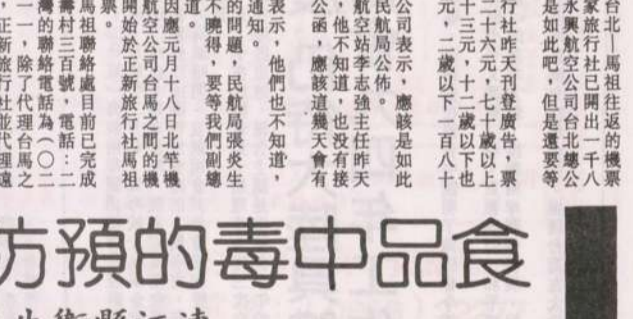 台北—馬祖往返的機票
家旅行社已開出一千八
永興航空公司台北總公
是如此吧，但是還要等
行社昨天刊登廣告，票
二十六元，七十歲以上
十三元，十二歲以下也
元，二歲以下一百八十
公司表示，應該是如此
民航局公佈。
航空站李志強主任昨天
，他不知道，也没有接
公函，應該這幾天會有
通知。
表示，他們也不知道，
的問題，民航局張炎生
不曉得，要等我們副總
道。
因應元月十八日北竿機
航空公司台馬之間的機
開始於正新旅行社馬祖
票。
馬祖聯絡處目前已完成
壽村三百號，電話：二
灣的聯絡電話為（〇二
一一，除了代理台馬之
，正新旅行社並代理遠
食品中毒的預防